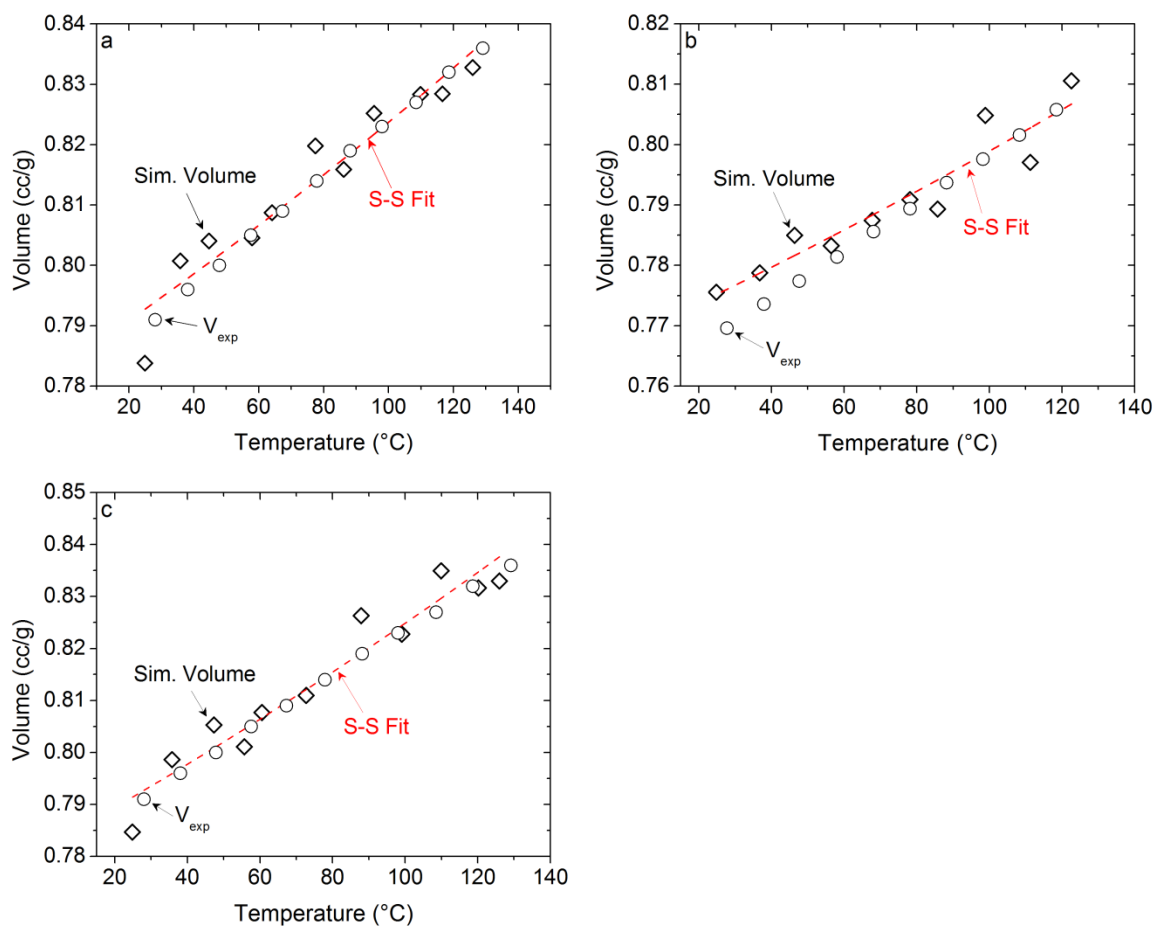 a
0.84
0.83
0.82
0.81
0.80
0.79
0.78
Volume (cc/g)
Sim. Volume
S-S Fit
V_exp
20 40 60 80 100 120 140
Temperature (°C)
b
0.82
0.81
0.80
0.79
0.78
0.77
0.76
Volume (cc/g)
Sim. Volume
S-S Fit
V_exp
20 40 60 80 100 120 140
Temperature (°C)
c
0.85
0.84
0.83
0.82
0.81
0.80
0.79
0.78
Volume (cc/g)
Sim. Volume
S-S Fit
V_exp
20 40 60 80 100 120 140
Temperature (°C)